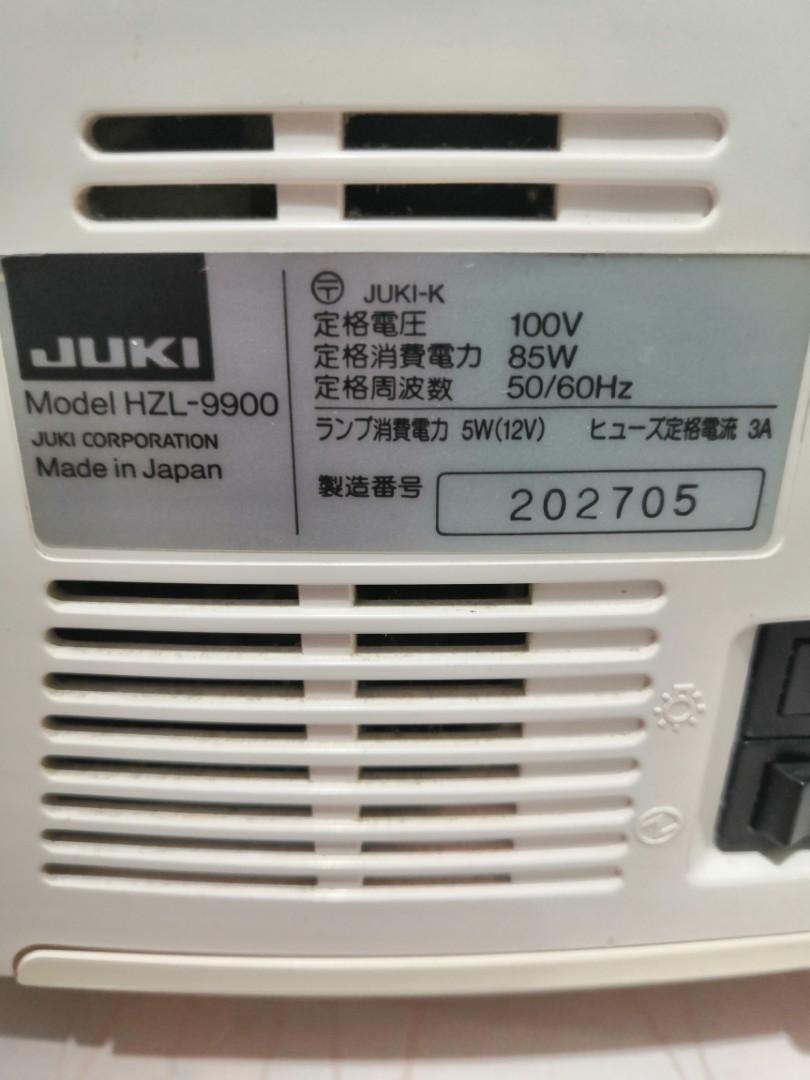 JUKI
Model HZL-9900
JUKI CORPORATION
Made in Japan
〒 JUKI-K
定格電圧 100V
定格消費電力 85W
定格周波数 50/60Hz
ランプ消費電力 5W(12V) ヒューズ定格電流 3A
製造番号 202705